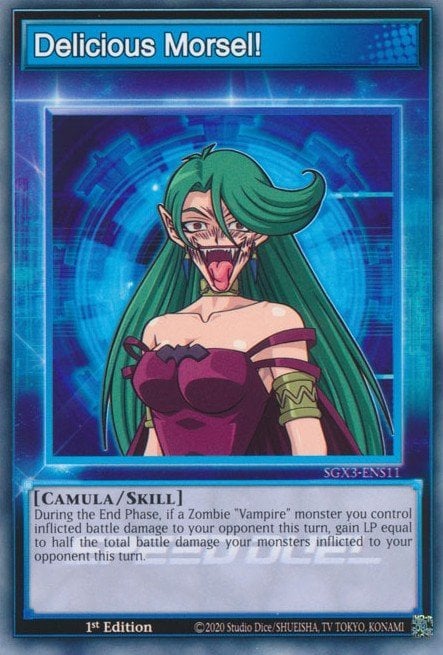 Delicious Morsel!
SGX3-ENS11
[CAMULA/SKILL]
During the End Phase, if a Zombie "Vampire" monster you control
inflicted battle damage to your opponent this turn, gain LP equal
to half the total battle damage your monsters inflicted to your
opponent this turn.
SPEED DUEL
1st Edition
©2020 Studio Dice/SHUEISHA, TV TOKYO, KONAMI